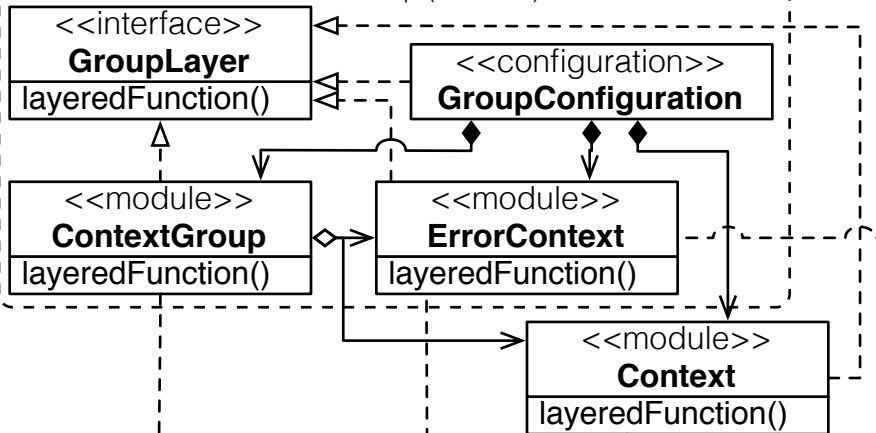 <<interface>>
GroupLayer
layeredFunction()
<<configuration>>
GroupConfiguration
<<module>>
ContextGroup
layeredFunction()
<<module>>
ErrorContext
layeredFunction()
<<module>>
Context
layeredFunction()